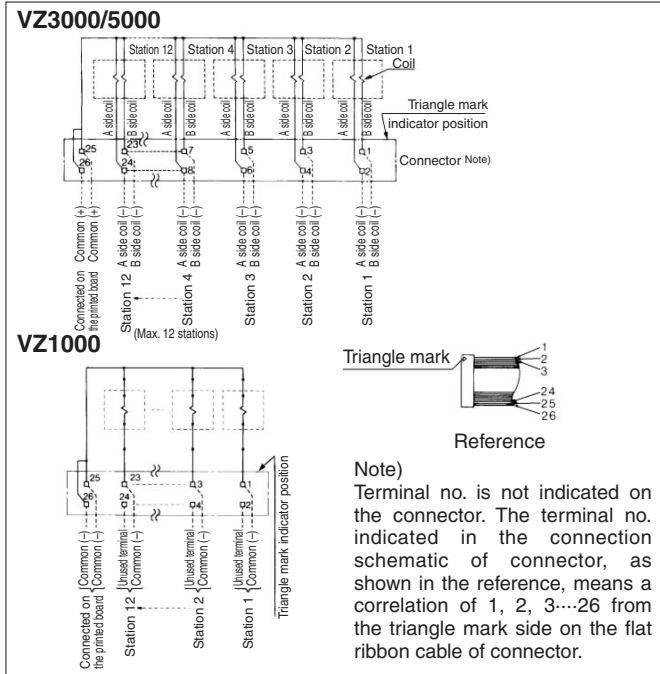 VZ3000/5000
Station 12 Station 4 Station 3 Station 2 Station 1
Coil
A side coil B side coil A side coil B side coil A side coil B side coil A side coil B side coil A side coil B side coil
Triangle mark
indicator position
25 23 7 5 3 1
Connector Note)
26 24 8 6 4 2
Common (+) Common (+) A side coil (–) B side coil (–) A side coil (–) B side coil (–) A side coil (–) B side coil (–) A side coil (–) B side coil (–) A side coil (–) B side coil (–)
Connected on
the printed board
Station 12 Station 4 Station 3 Station 2 Station 1
(Max. 12 stations)
VZ1000
25 23 3 1
26 24 4 2
Triangle mark indicator position
Common (–) Common (–) Unused terminal Common (–) Unused terminal Common (–) Unused terminal Common (–)
Connected on
the printed board
Station 12 Station 2 Station 1
Triangle mark
1
2
3
24
25
26
Reference
Note)
Terminal no. is not indicated on
the connector. The terminal no.
indicated in the connection
schematic of connector, as
shown in the reference, means a
correlation of 1, 2, 3····26 from
the triangle mark side on the flat
ribbon cable of connector.